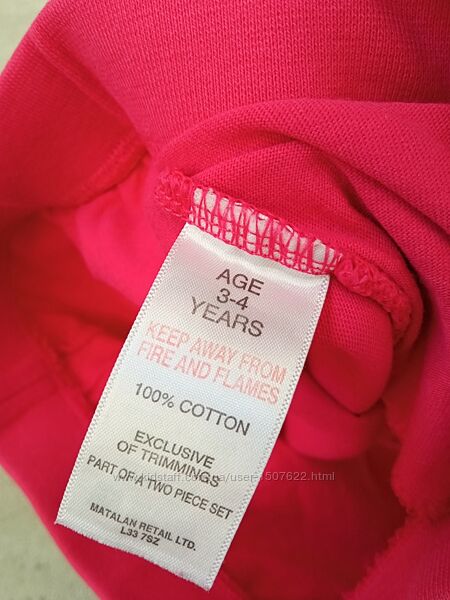 AGE
3-4
YEARS
KEEP AWAY FROM
FIRE AND FLAMES
100% COTTON
EXCLUSIVE
OF TRIMMINGS
PART OF A TWO PIECE SET
MATALAN RETAIL LTD.
L33 7SZ